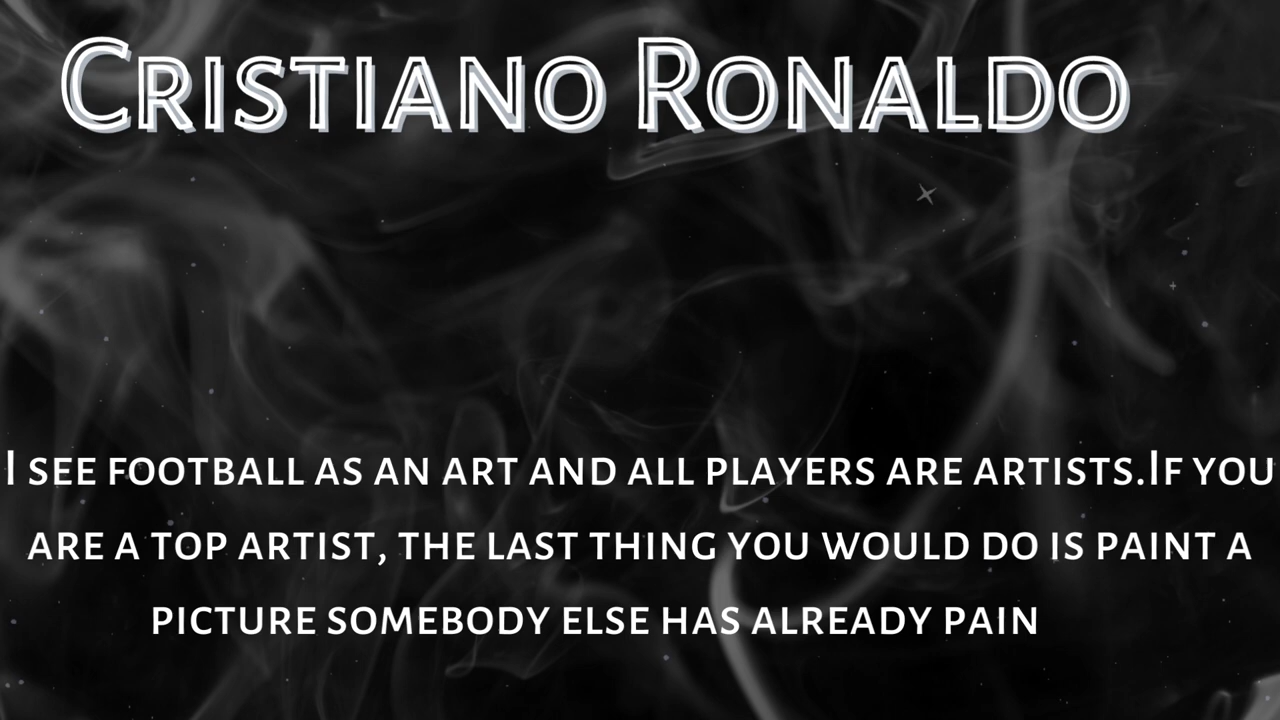 Cristiano Ronaldo
I see football as an art and all players are artists.If you
are a top artist, the last thing you would do is paint a
picture somebody else has already pain